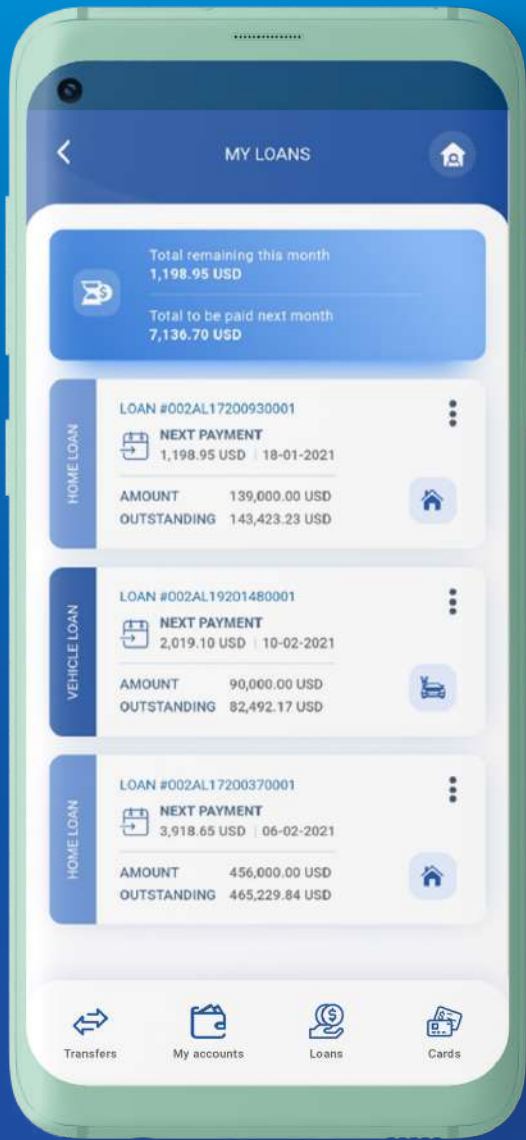 MY LOANS
Total remaining this month
1,198.95 USD
Total to be paid next month
7,136.70 USD
HOME LOAN
LOAN #002AL17200930001
NEXT PAYMENT
1,198.95 USD | 18-01-2021
AMOUNT 139,000.00 USD
OUTSTANDING 143,423.23 USD
VEHICLE LOAN
LOAN #002AL19201480001
NEXT PAYMENT
2,019.10 USD | 10-02-2021
AMOUNT 90,000.00 USD
OUTSTANDING 82,492.17 USD
HOME LOAN
LOAN #002AL17200370001
NEXT PAYMENT
3,918.65 USD | 06-02-2021
AMOUNT 456,000.00 USD
OUTSTANDING 465,229.84 USD
Transfers My accounts Loans Cards